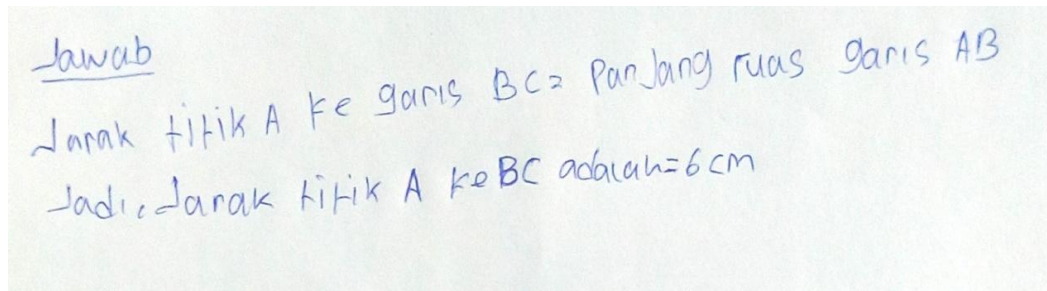 Jawab
Jarak titik A ke garis BC = Panjang ruas garis AB
Jadi, Jarak titik A ke BC adalah = 6 cm